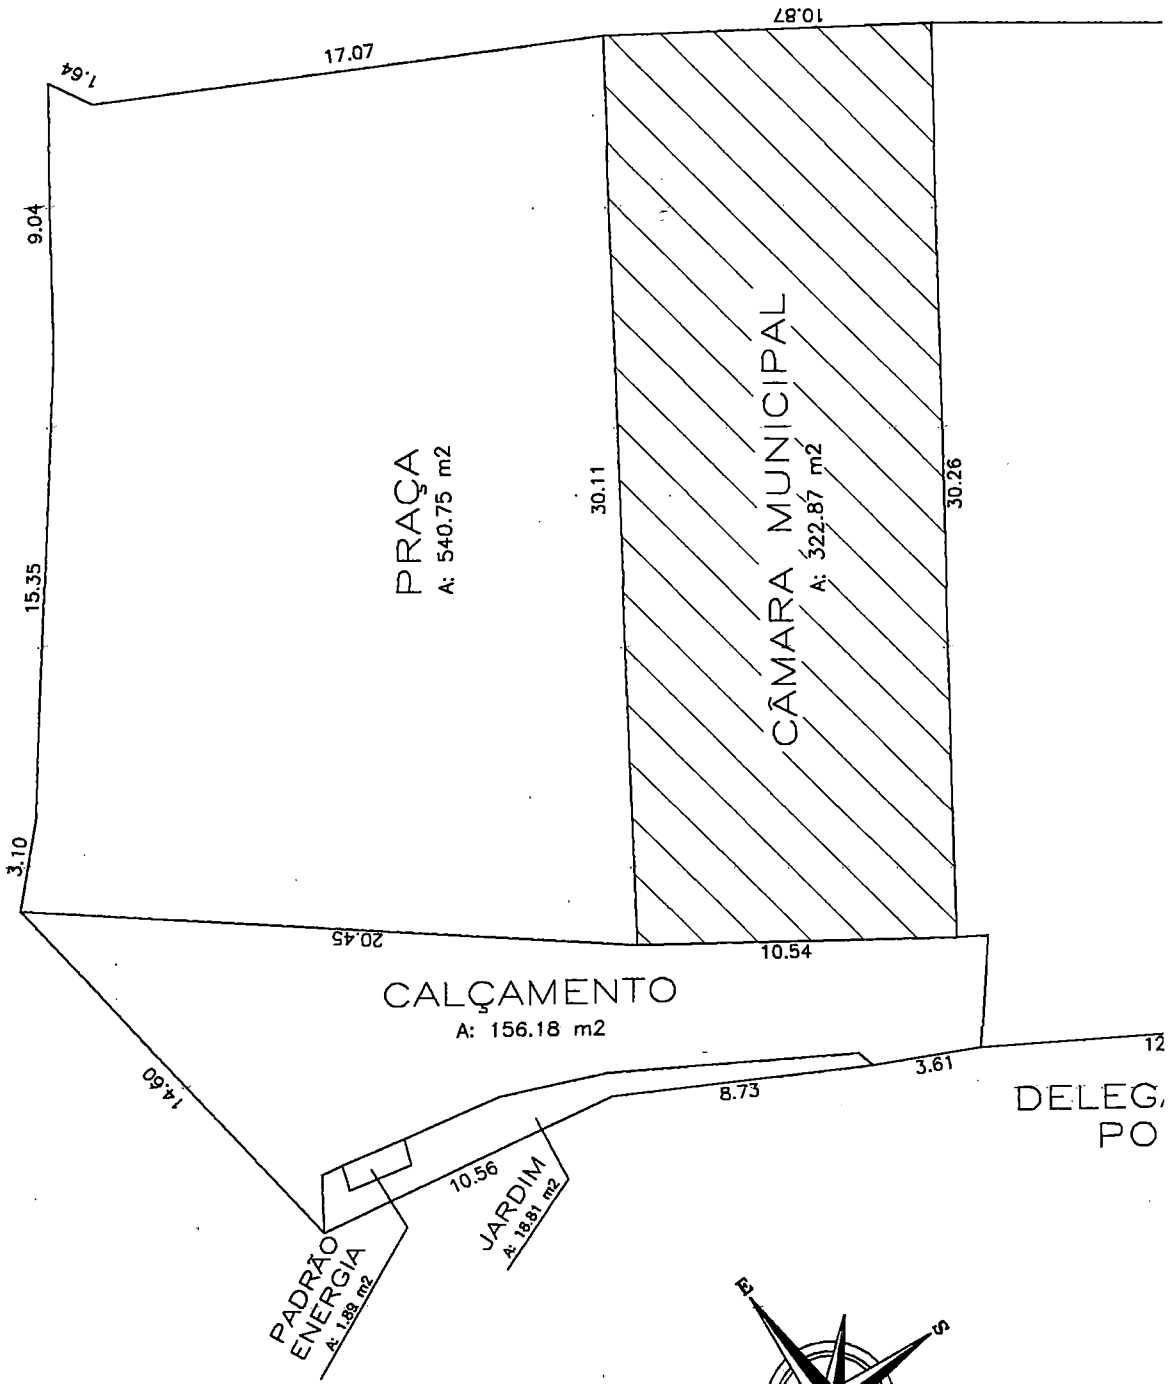 10.87
17.07
1.64
9.04
PRAÇA
A: 540.75 m2
30.11
CÂMARA MUNICIPAL
A: 322.87 m2
30.26
15.35
3.10
20.45
10.54
CALÇAMENTO
A: 156.18 m2
14.60
12
3.61
8.73
DELEG
PO
10.56
JARDIM
A: 18.81 m2
PADRÃO
ENERGIA
A: 1.89 m2
E
S